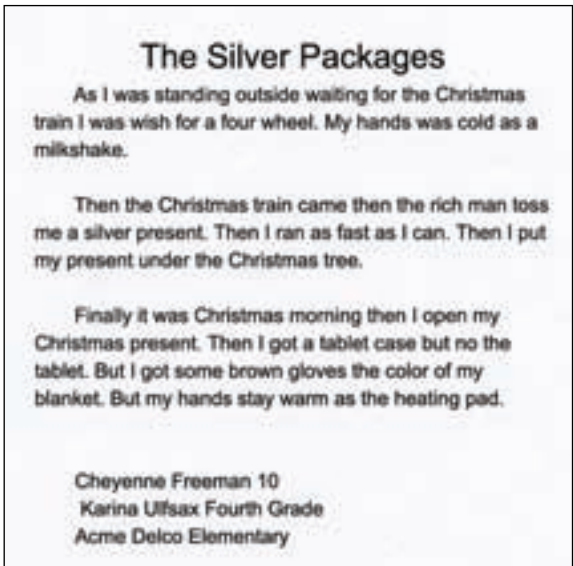 The Silver Packages
As I was standing outside waiting for the Christmas
train I was wish for a four wheel. My hands was cold as a
milkshake.
Then the Christmas train came then the rich man toss
me a silver present. Then I ran as fast as I can. Then I put
my present under the Christmas tree.
Finally it was Christmas morning then I open my
Christmas present. Then I got a tablet case but no the
tablet. But I got some brown gloves the color of my
blanket. But my hands stay warm as the heating pad.
Cheyenne Freeman 10
Karina Ulfsax Fourth Grade
Acme Delco Elementary